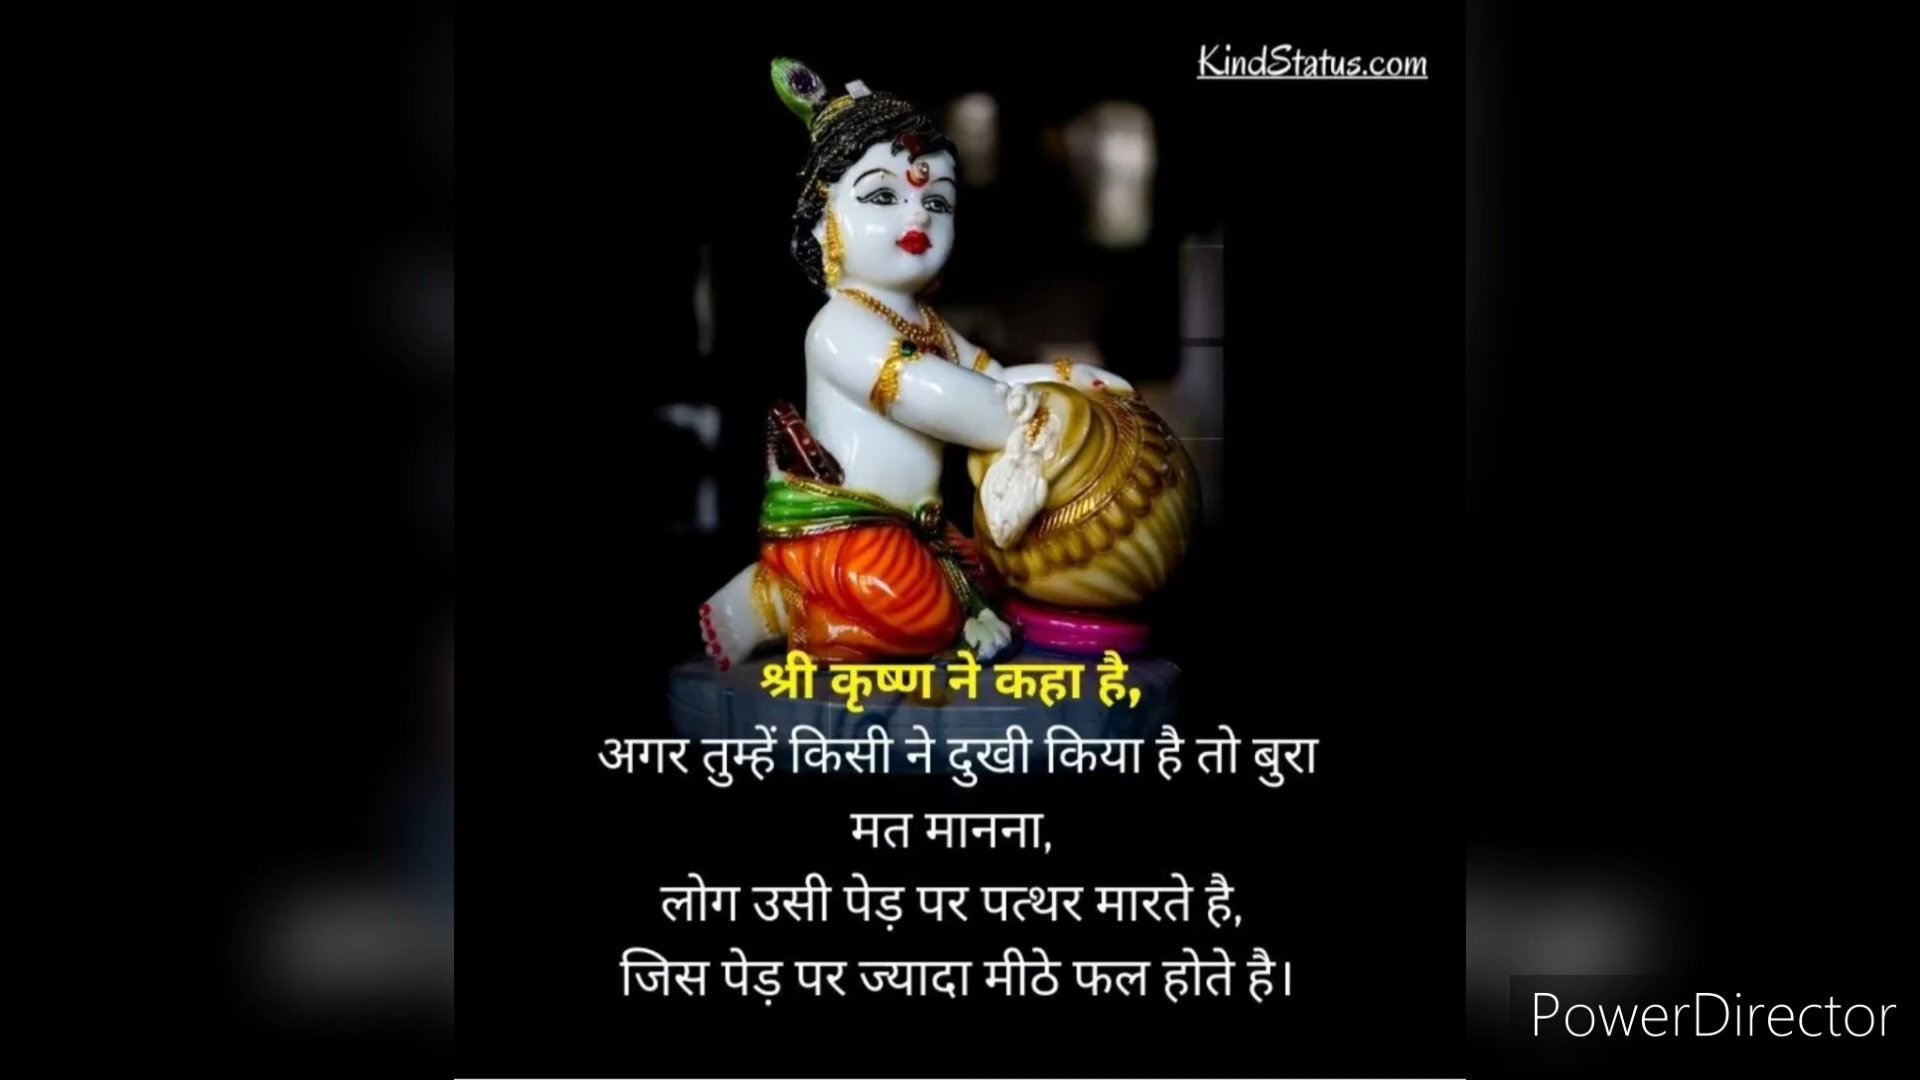 KindStatus.com
श्री कृष्ण ने कहा है,
अगर तुम्हें किसी ने दुखी किया है तो बुरा
मत मानना,
लोग उसी पेड़ पर पत्थर मारते है,
जिस पेड़ पर ज्यादा मीठे फल होते है।
PowerDirector